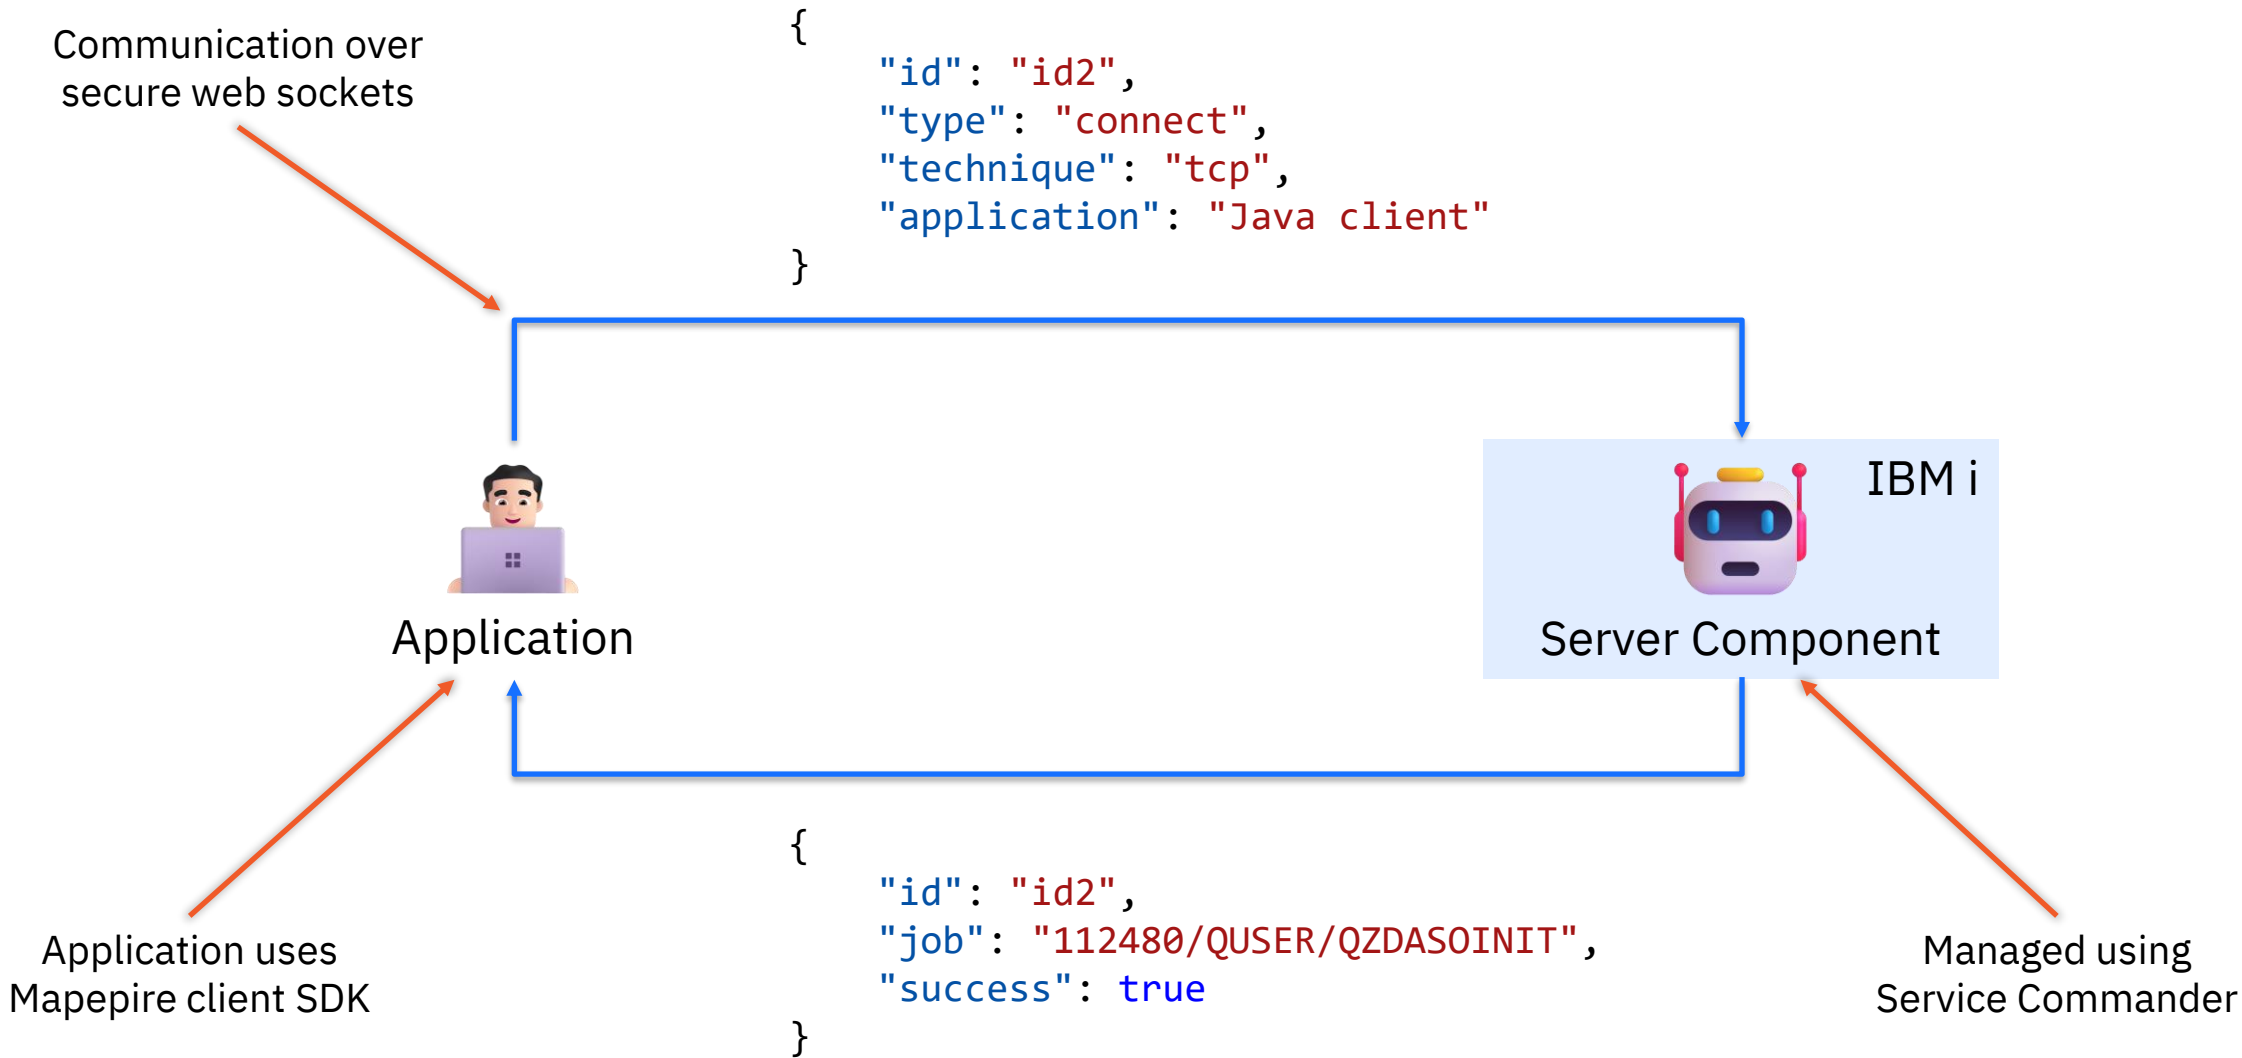 Communication over
secure web sockets
{
"id": "id2",
"type": "connect",
"technique": "tcp",
"application": "Java client"
}
IBM i
Application
Server Component
{
"id": "id2",
"job": "112480/QUSER/QZDASOINIT",
"success": true
}
Application uses
Mapepire client SDK
Managed using
Service Commander